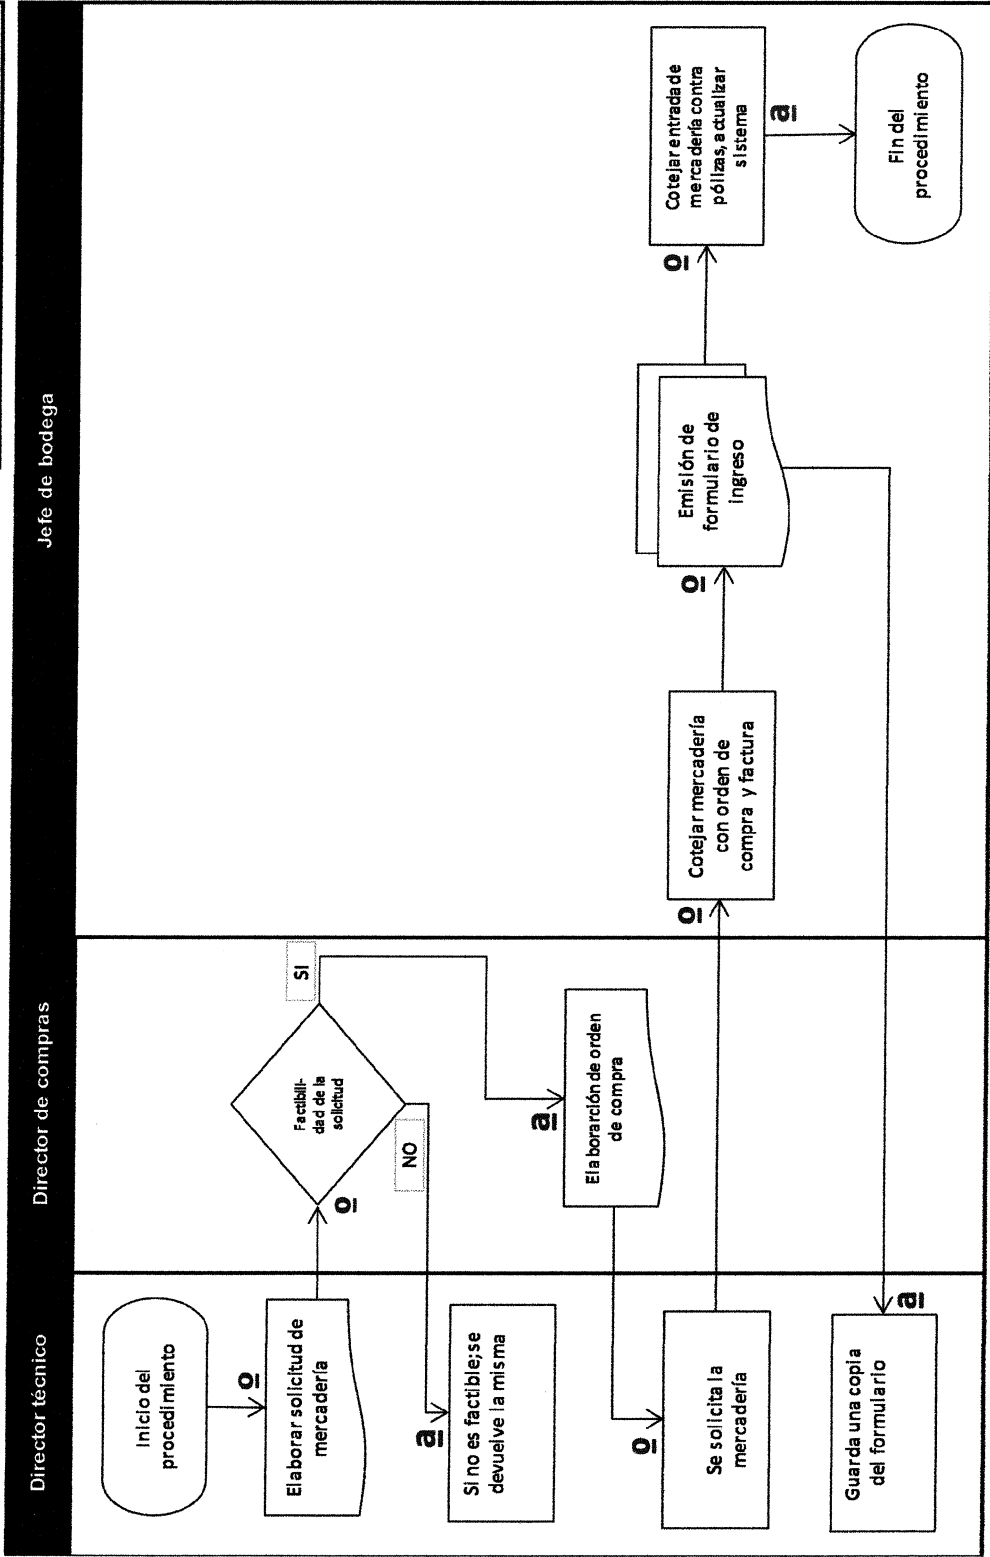 Director técnico
Director de compras
Jefe de bodega
Inicio del
procedimiento
o
Elaborar solicitud de
mercadería
o
Factibili-
dad de la
solicitud
SI
NO
a
Si no es factible; se
devuelve la misma
a
Elaborarción de orden
de compra
o
Se solicita la
mercadería
o
Cotejar mercadería
con orden de
compra y factura
o
Emisión de
formulario de
ingreso
o
Cotejar entrada de
mercadería contra
pólizas, actualizar
sistema
a
Fin del
procedimiento
a
Guarda una copia
del formulario